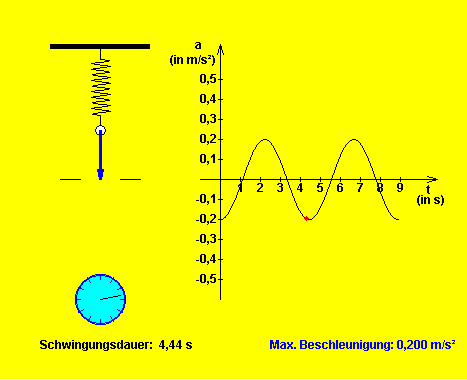 a
(in m/s²)
0,5
0,4
0,3
0,2
0,1
1 2 3 4 5 6 7 8 9 t
(in s)
-0,1
-0,2
-0,3
-0,4
-0,5
Schwingungsdauer: 4,44 s
Max. Beschleunigung: 0,200 m/s²